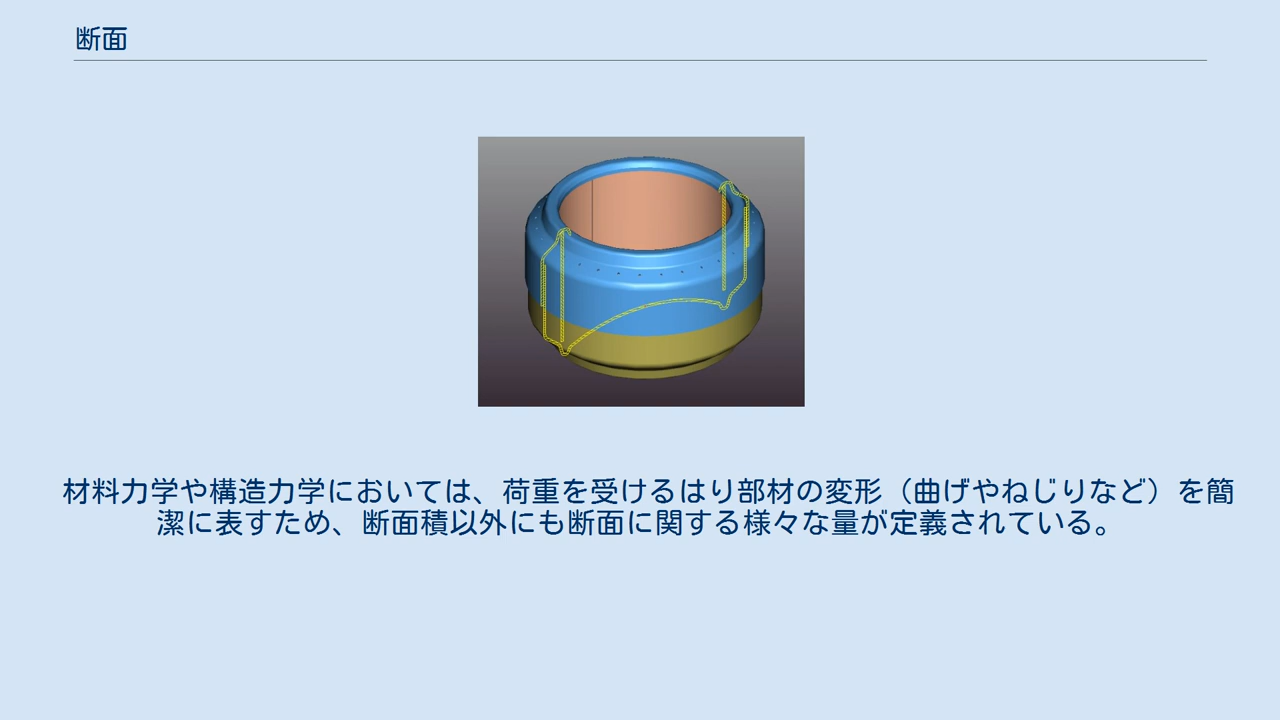 断面
材料力学や構造力学においては、荷重を受けるはり部材の変形（曲げやねじりなど）を簡
潔に表すため、断面積以外にも断面に関する様々な量が定義されている。